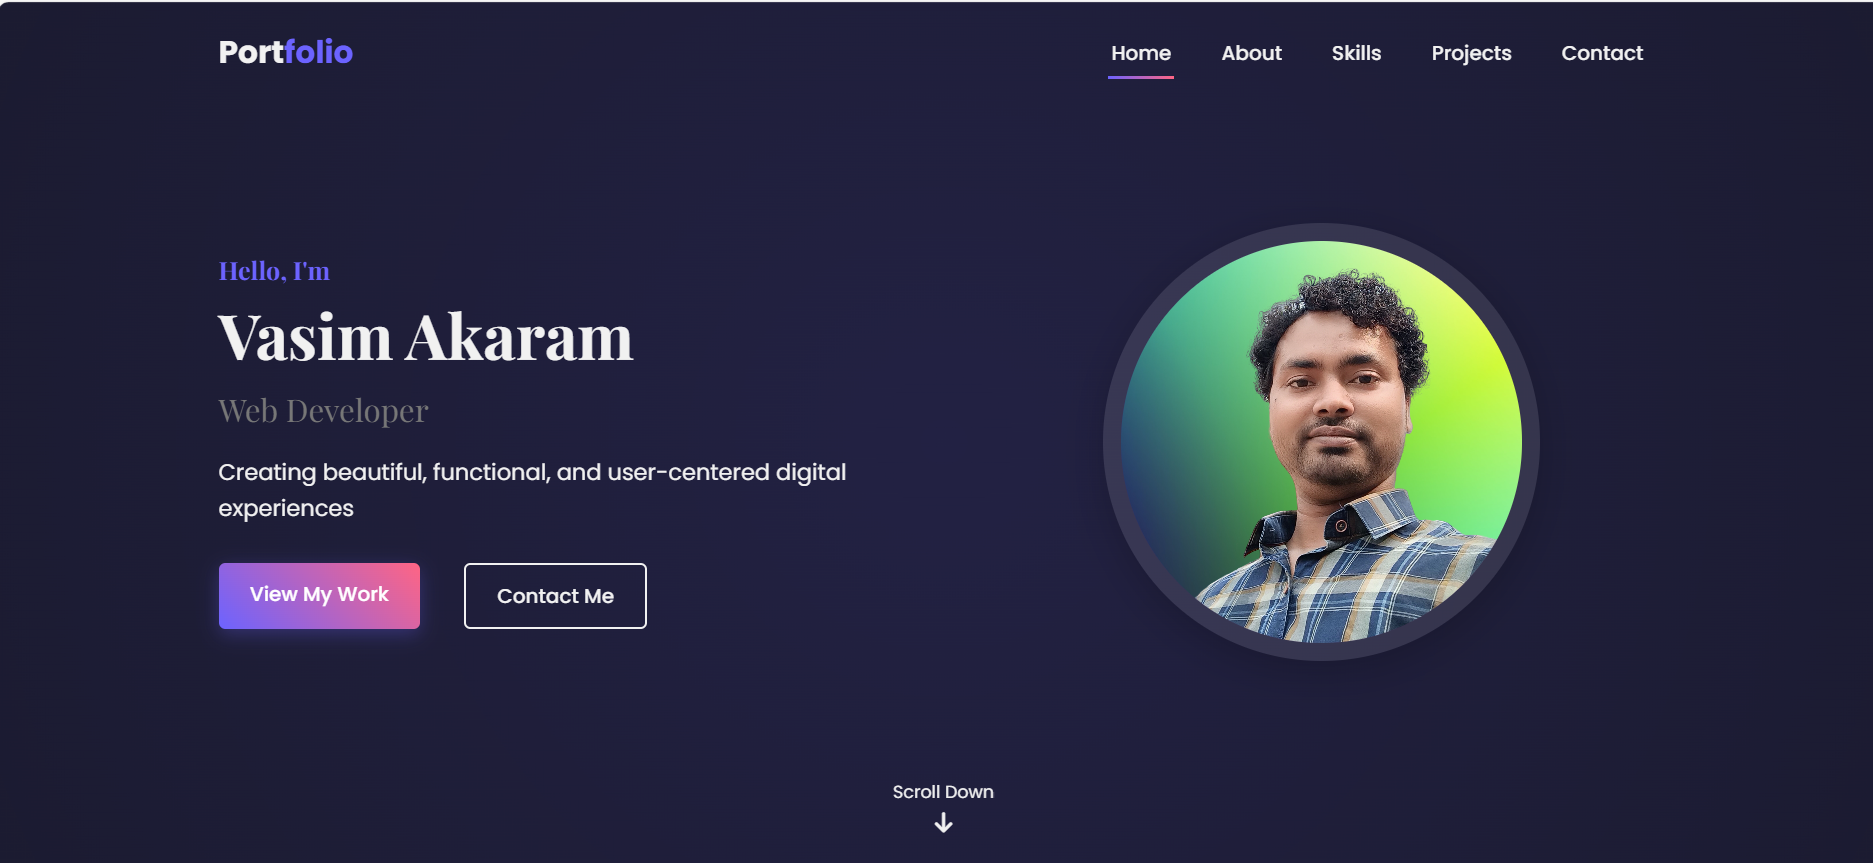 Portfolio
Home About Skills Projects Contact
Hello, I'm
Vasim Akaram
Web Developer
Creating beautiful, functional, and user-centered digital
experiences
View My Work Contact Me
Scroll Down